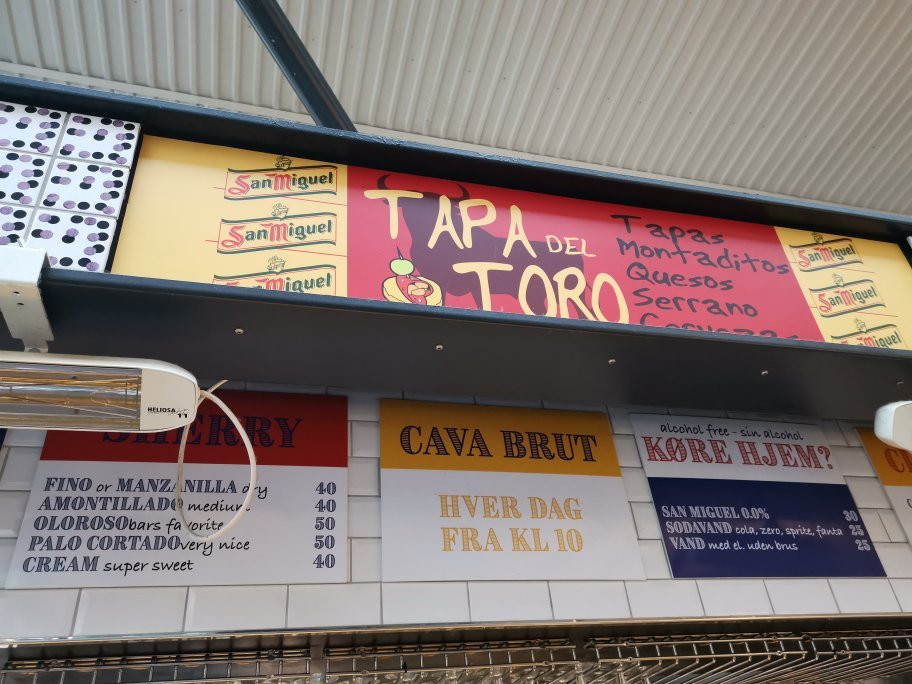 San Miguel
San Miguel
San Miguel
TAPA DEL
TORO
Tapas
Montaditos
Quesos
Serrano
Cervezas
San Miguel
San Miguel
San Miguel
HELIOSA
SHERRY
FINO or MANZANILLA dry 40
AMONTILLADO medium 40
OLOROSO bars favorite 50
PALO CORTADO very nice 50
CREAM super sweet 40
CAVA BRUT
HVER DAG
FRA KL 10
alcohol free - sin alcohol
KØRE HJEM?
SAN MIGUEL 0.0% 30
SODAVAND cola, zero, sprite, fanta 25
VAND med el. uden brus 25